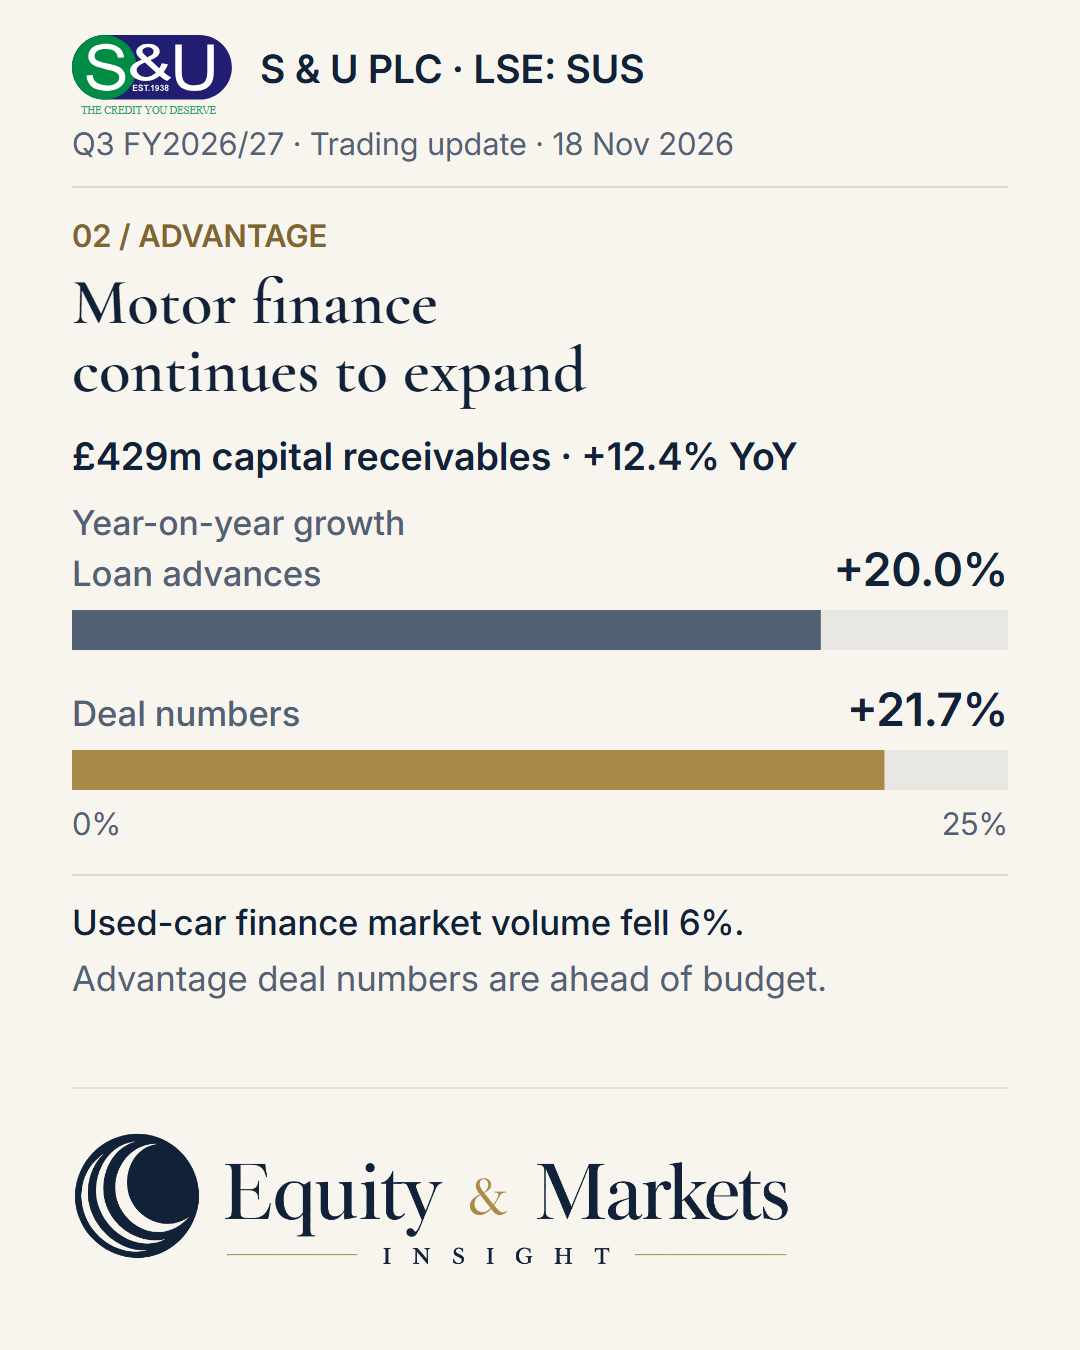 S&U
EST.1938
THE CREDIT YOU DESERVE
S & U PLC · LSE: SUS
Q3 FY2026/27 · Trading update · 18 Nov 2026
02 / ADVANTAGE
Motor finance
continues to expand
£429m capital receivables · +12.4% YoY
Year-on-year growth
Loan advances +20.0%
Deal numbers +21.7%
0% 25%
Used-car finance market volume fell 6%.
Advantage deal numbers are ahead of budget.
Equity & Markets
INSIGHT